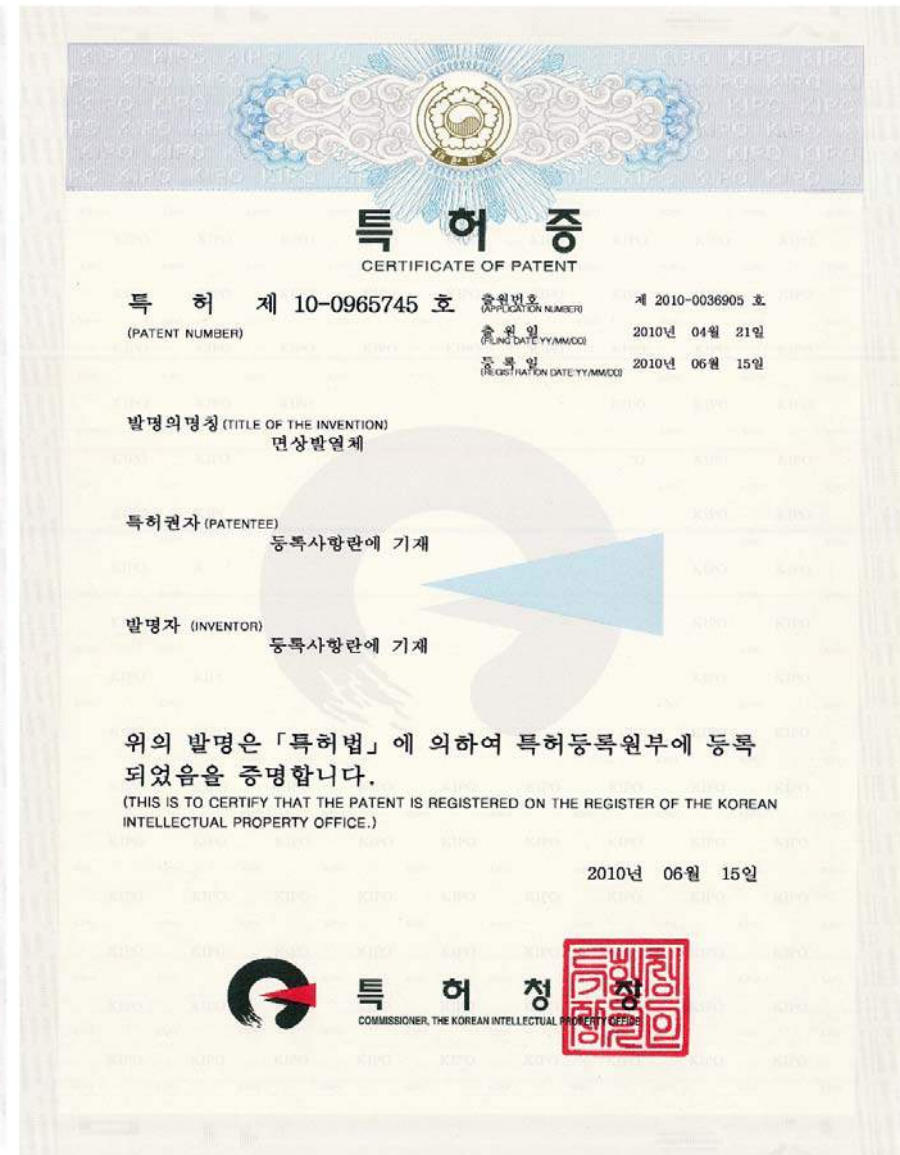 대한민국
특 허 증
CERTIFICATE OF PATENT
특 허 제 10-0965745 호
(PATENT NUMBER)
출원번호 제 2010-0036905 호
(APPLICATION NUMBER)
출 원 일 2010년 04월 21일
(FILING DATE:YY/MM/DD)
등 록 일 2010년 06월 15일
(REGISTRATION DATE:YY/MM/DD)
발명의명칭 (TITLE OF THE INVENTION)
면상발열체
특허권자 (PATENTEE)
등록사항란에 기재
발명자 (INVENTOR)
등록사항란에 기재
위의 발명은 「특허법」에 의하여 특허등록원부에 등록
되었음을 증명합니다.
(THIS IS TO CERTIFY THAT THE PATENT IS REGISTERED ON THE REGISTER OF THE KOREAN
INTELLECTUAL PROPERTY OFFICE.)
2010년 06월 15일
특 허 청 장
COMMISSIONER, THE KOREAN INTELLECTUAL PROPERTY OFFICE